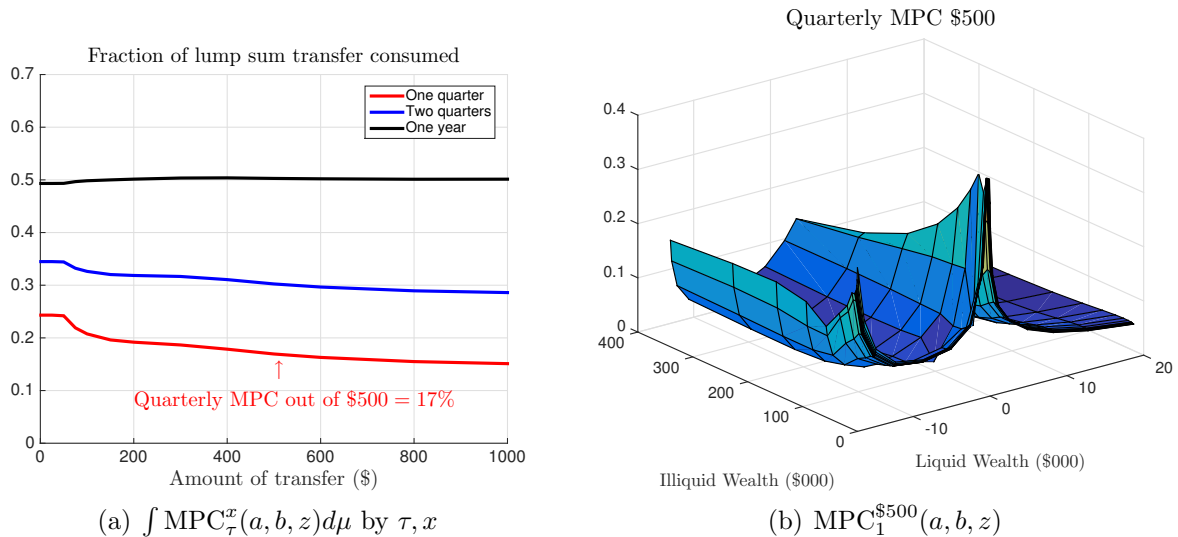 Fraction of lump sum transfer consumed
0.7
0.6
0.5
0.4
0.3
0.2
0.1
0
One quarter
Two quarters
One year
↑
Quarterly MPC out of $500 = 17%
0 200 400 600 800 1000
Amount of transfer ($)
(a) ∫ MPC^x_τ(a, b, z)dμ by τ, x
Quarterly MPC $500
0.4
0.3
0.2
0.1
0
400
300
200
100
0
-10
0
10
20
Illiquid Wealth ($000)
Liquid Wealth ($000)
(b) MPC^{$500}_1(a, b, z)